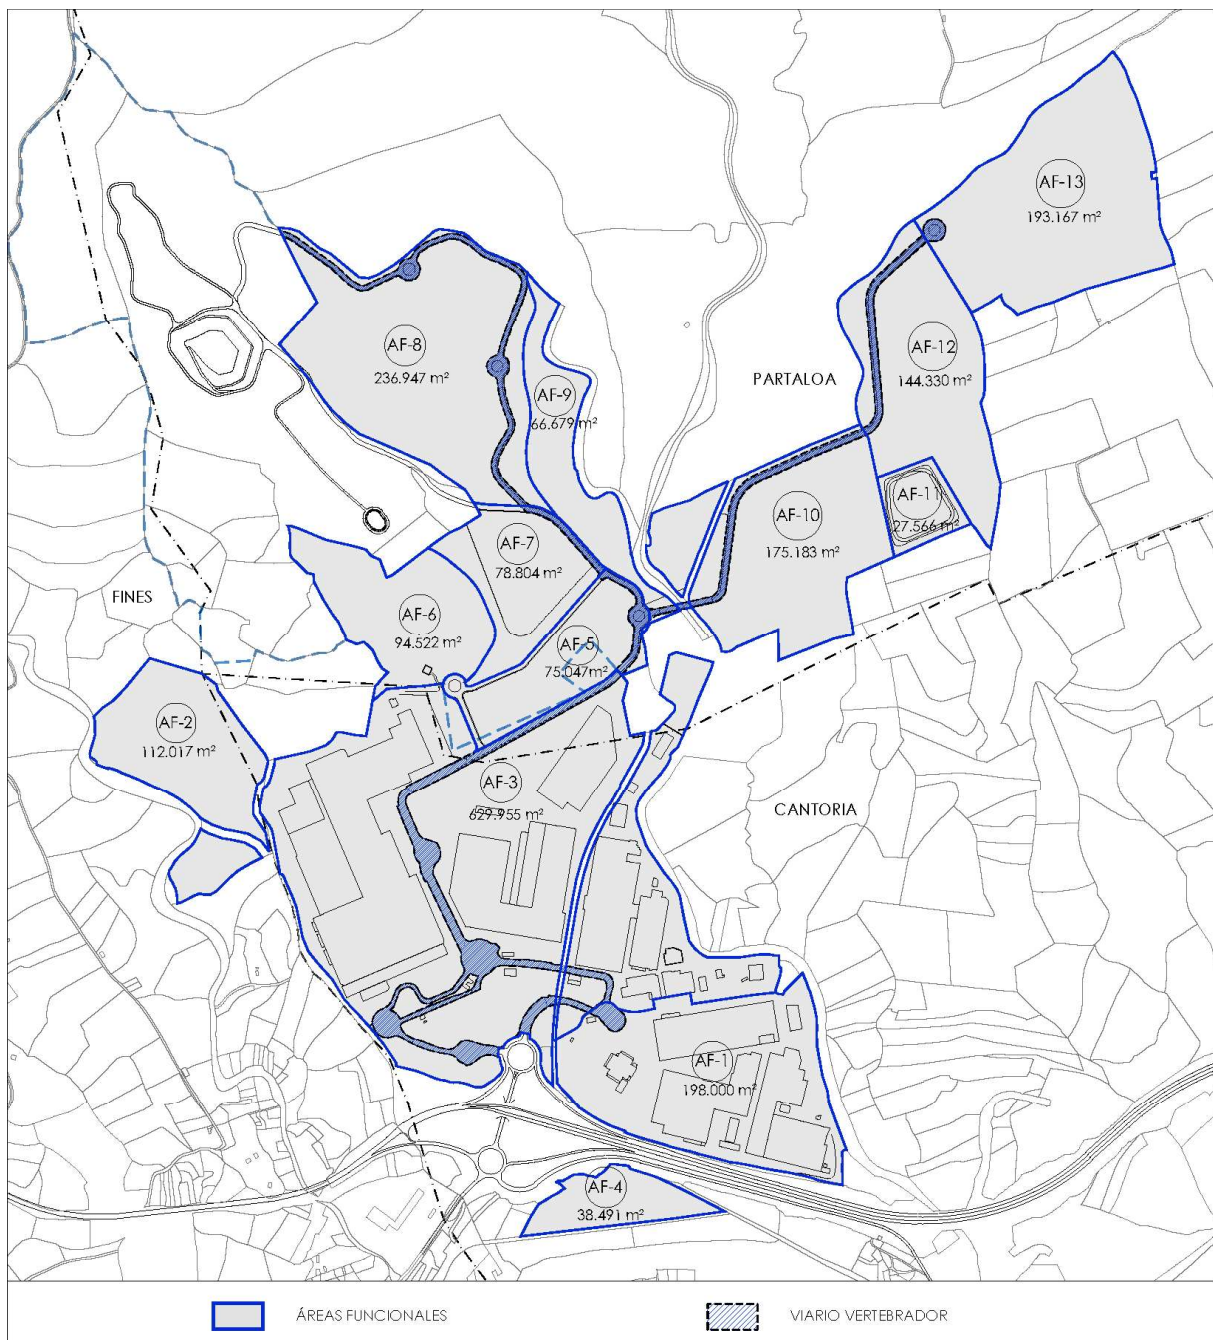 AF-13
193.167 m²
AF-8
236.947 m²
AF-12
144.330 m²
PARTALOA
AF-9
66.679 m²
AF-11
27.566 m²
AF-10
175.183 m²
AF-7
78.804 m²
FINES
AF-6
94.522 m²
AF-5
75.047m²
AF-2
112.017 m²
AF-3
629.955 m²
CANTORIA
AF-1
198.000 m²
AF-4
38.491 m²
ÁREAS FUNCIONALES
VIARIO VERTEBRADOR